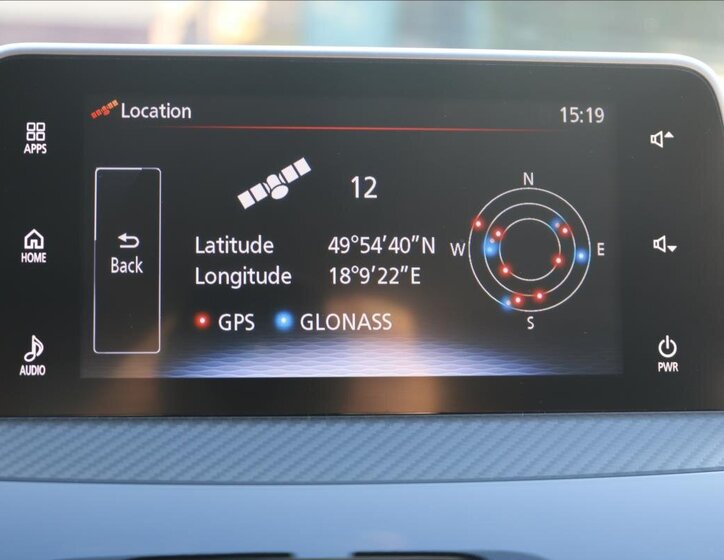 Location
15:19
APPS
12
N
Latitude 49°54’40”N
W
E
HOME
Back
Longitude 18°9’22”E
GPS GLONASS
S
AUDIO
PWR